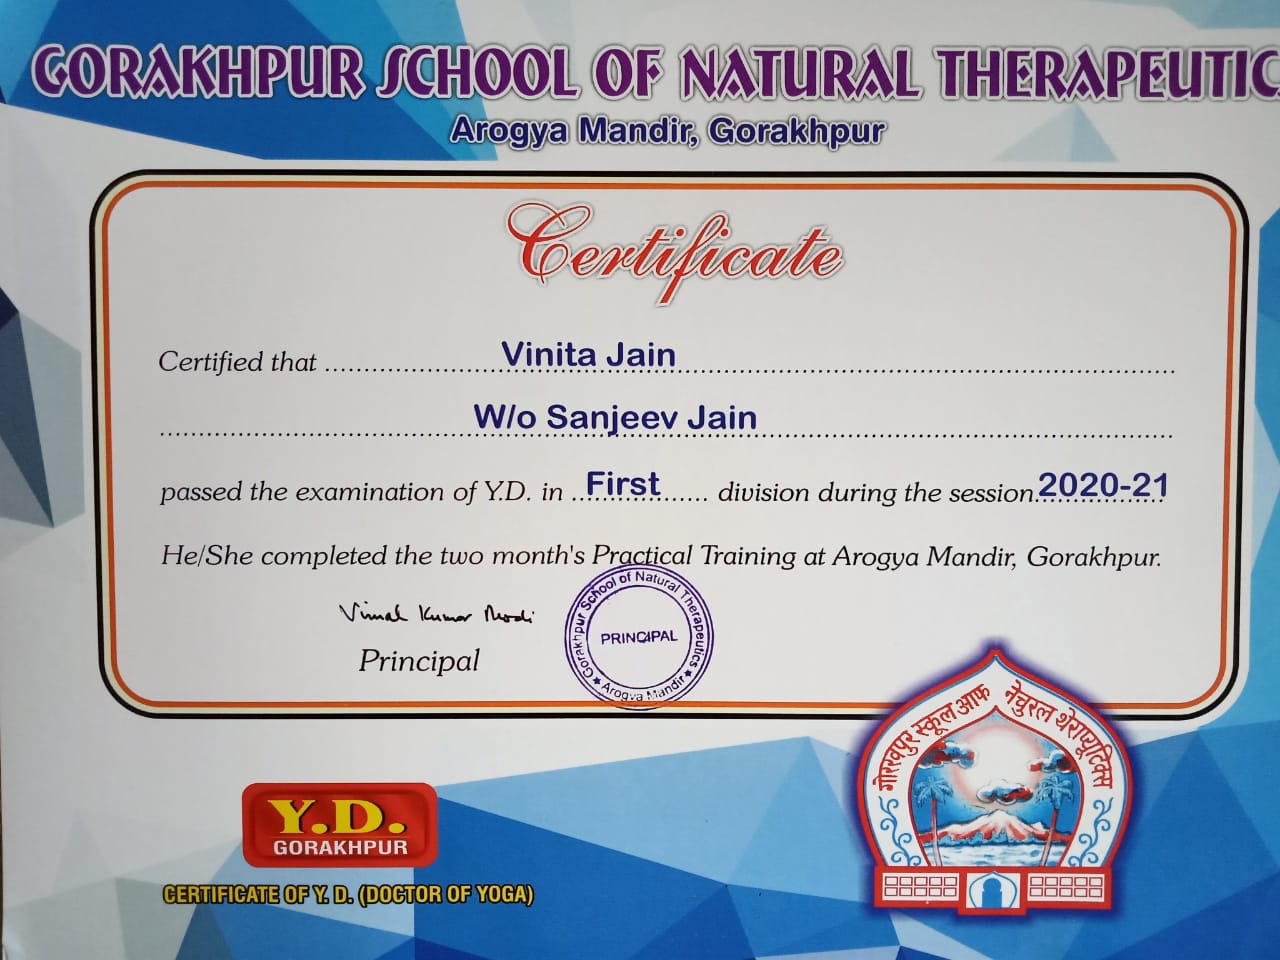 GORAKHPUR SCHOOL OF NATURAL THERAPEUTIC
Arogya Mandir, Gorakhpur
Certificate
Certified that ........ Vinita Jain ........
........ W/o Sanjeev Jain ........
passed the examination of Y.D. in ...First...... division during the session.2020-21
He/She completed the two month's Practical Training at Arogya Mandir, Gorakhpur.
Vimal Kumar Modi
Principal
Gorakhpur School of Natural Therapeutics
PRINCIPAL
★ Arogya Mandir ★
गोरखपुर स्कूल आफ नेचुरल थेराप्यूटिक्स
Y.D.
GORAKHPUR
CERTIFICATE OF Y. D. (DOCTOR OF YOGA)